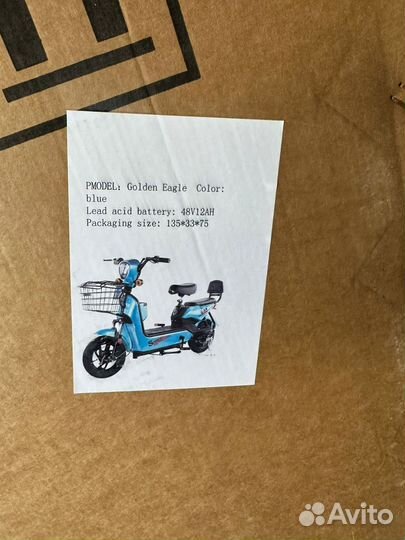 PMODEL: Golden Eagle Color:
blue
Lead acid battery: 48V12AH
Packaging size: 135*33*75
Avito